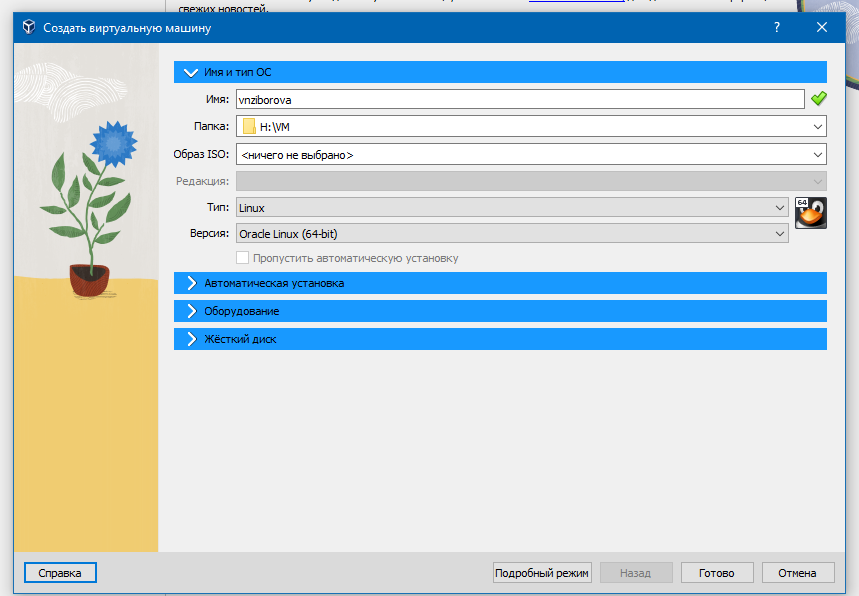 свежих новостей.
Создать виртуальную машину
?
Имя и тип ОС
Имя: vnziborova
Папка: H:\VM
Образ ISO: <ничего не выбрано>
Редакция:
Тип: Linux
64
Версия: Oracle Linux (64-bit)
Пропустить автоматическую установку
Автоматическая установка
Оборудование
Жёсткий диск
Справка Подробный режим Назад Готово Отмена